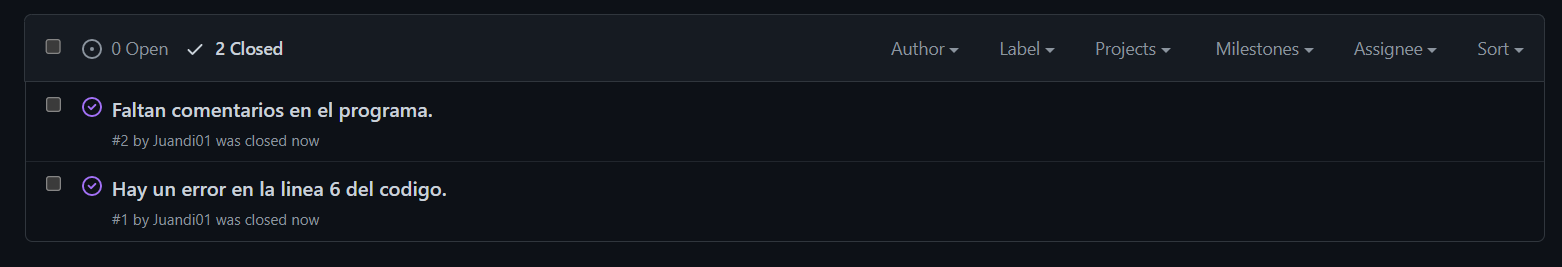 0 Open 2 Closed Author Label Projects Milestones Assignee Sort
Faltan comentarios en el programa.
#2 by Juandi01 was closed now
Hay un error en la linea 6 del codigo.
#1 by Juandi01 was closed now